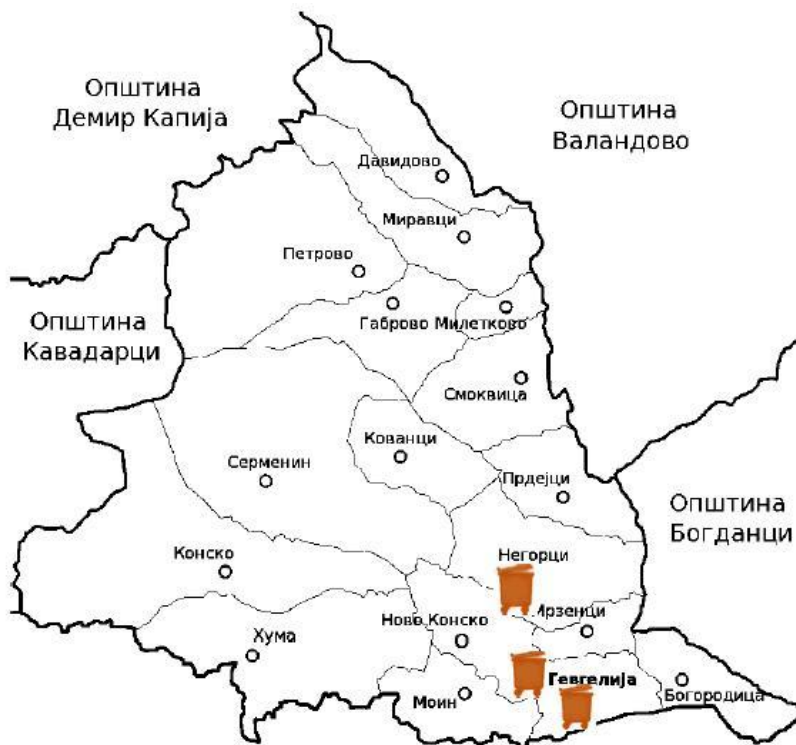 Општина
Демир Капија
Општина
Валандово
Давидово
Миравци
Петрово
Општина
Кавадарци
Габрово
Милетково
Смоквица
Кованци
Серменин
Прдејци
Општина
Богданци
Негорци
Конско
Мрзенци
Ново Конско
Хума
Гевгелија
Моин
Богородица